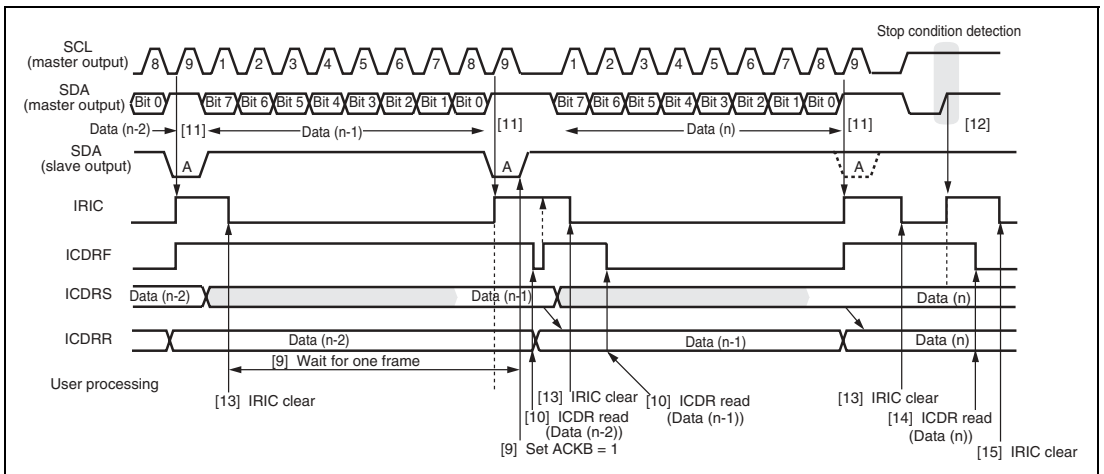 Stop condition detection
SCL
(master output)
8 9 1 2 3 4 5 6 7 8 9 1 2 3 4 5 6 7 8 9
SDA
(master output)
Bit 0 Bit 7 Bit 6 Bit 5 Bit 4 Bit 3 Bit 2 Bit 1 Bit 0 Bit 7 Bit 6 Bit 5 Bit 4 Bit 3 Bit 2 Bit 1 Bit 0
Data (n-2) [11] Data (n-1) [11] Data (n) [11] [12]
SDA
(slave output)
A A A
IRIC
ICDRF
ICDRS Data (n-2) Data (n-1) Data (n)
ICDRR Data (n-2) Data (n-1) Data (n)
[9] Wait for one frame
User processing
[13] IRIC clear
[13] IRIC clear
[10] ICDR read
(Data (n-1))
[13] IRIC clear
[10] ICDR read
(Data (n-2))
[14] ICDR read
(Data (n))
[9] Set ACKB = 1
[15] IRIC clear